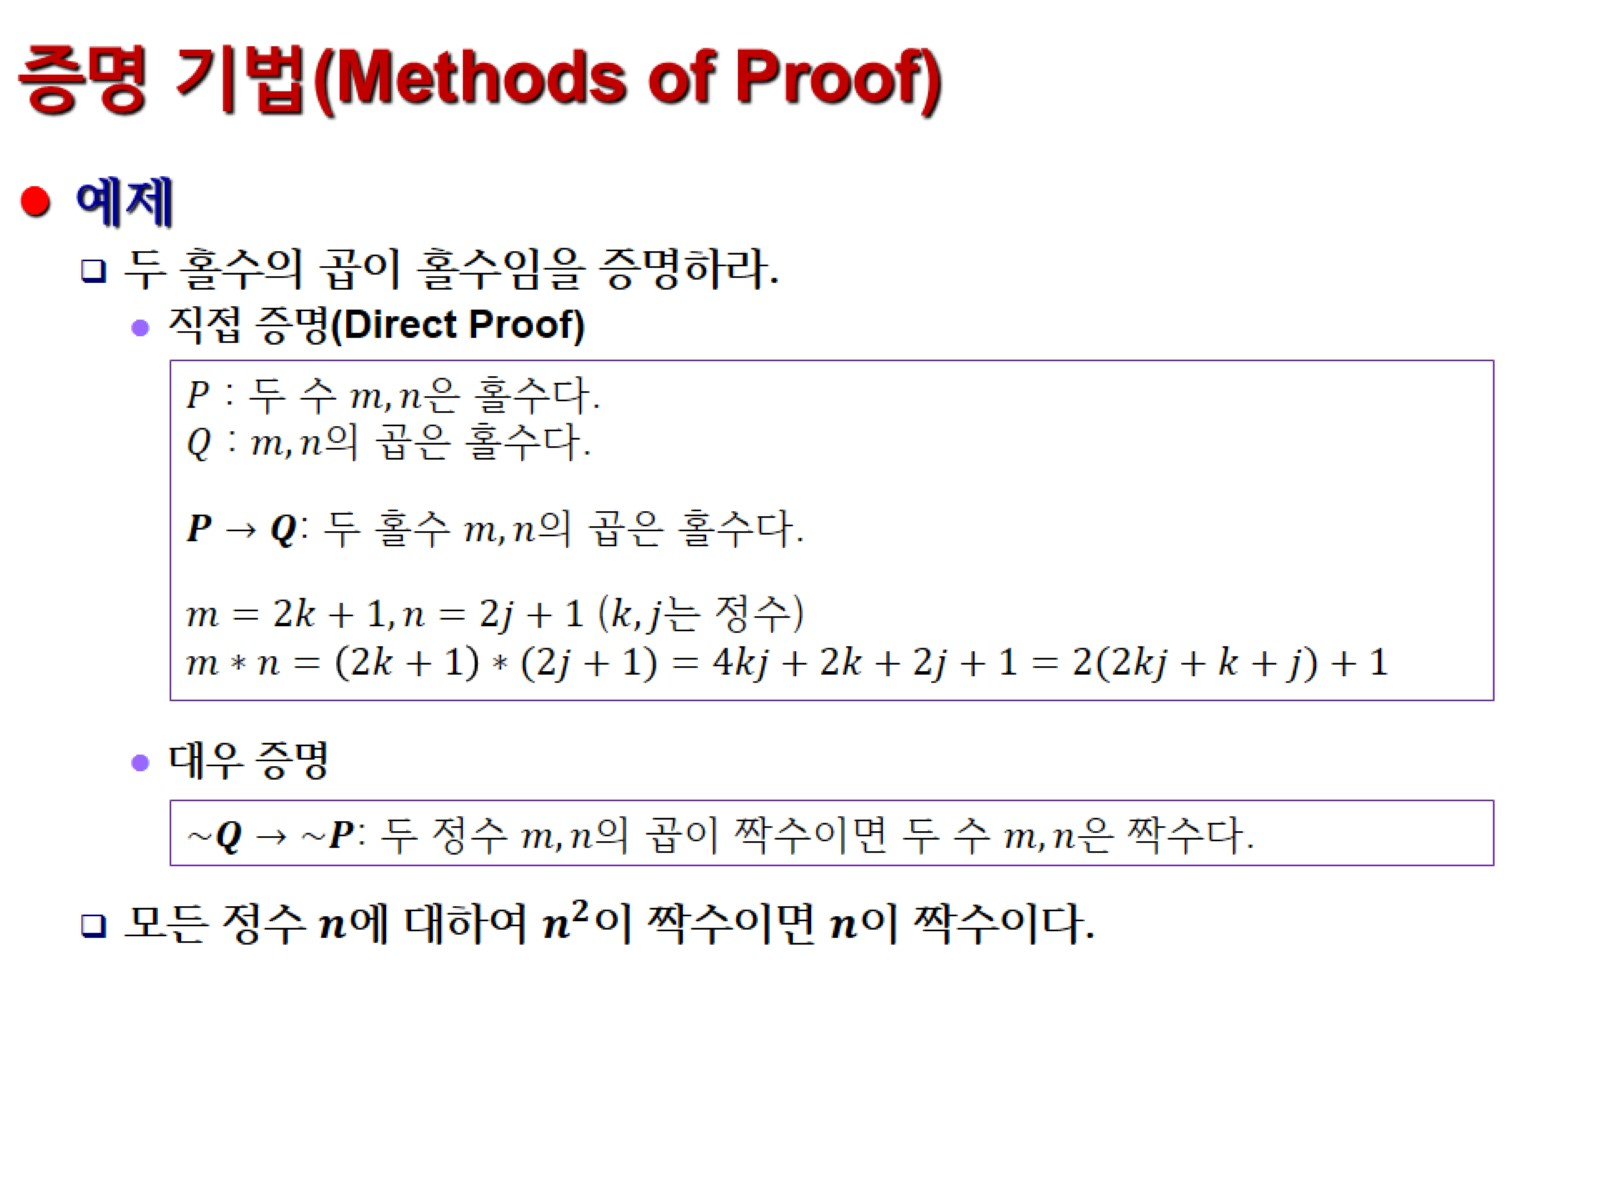 증명 기법(Methods of Proof)
예제
두 홀수의 곱이 홀수임을 증명하라.
직접 증명(Direct Proof)
P : 두 수 m, n은 홀수다.
Q : m, n의 곱은 홀수다.
P → Q: 두 홀수 m, n의 곱은 홀수다.
m = 2k + 1, n = 2j + 1 (k, j는 정수)
m * n = (2k + 1) * (2j + 1) = 4kj + 2k + 2j + 1 = 2(2kj + k + j) + 1
대우 증명
~Q → ~P: 두 정수 m, n의 곱이 짝수이면 두 수 m, n은 짝수다.
모든 정수 n에 대하여 n²이 짝수이면 n이 짝수이다.